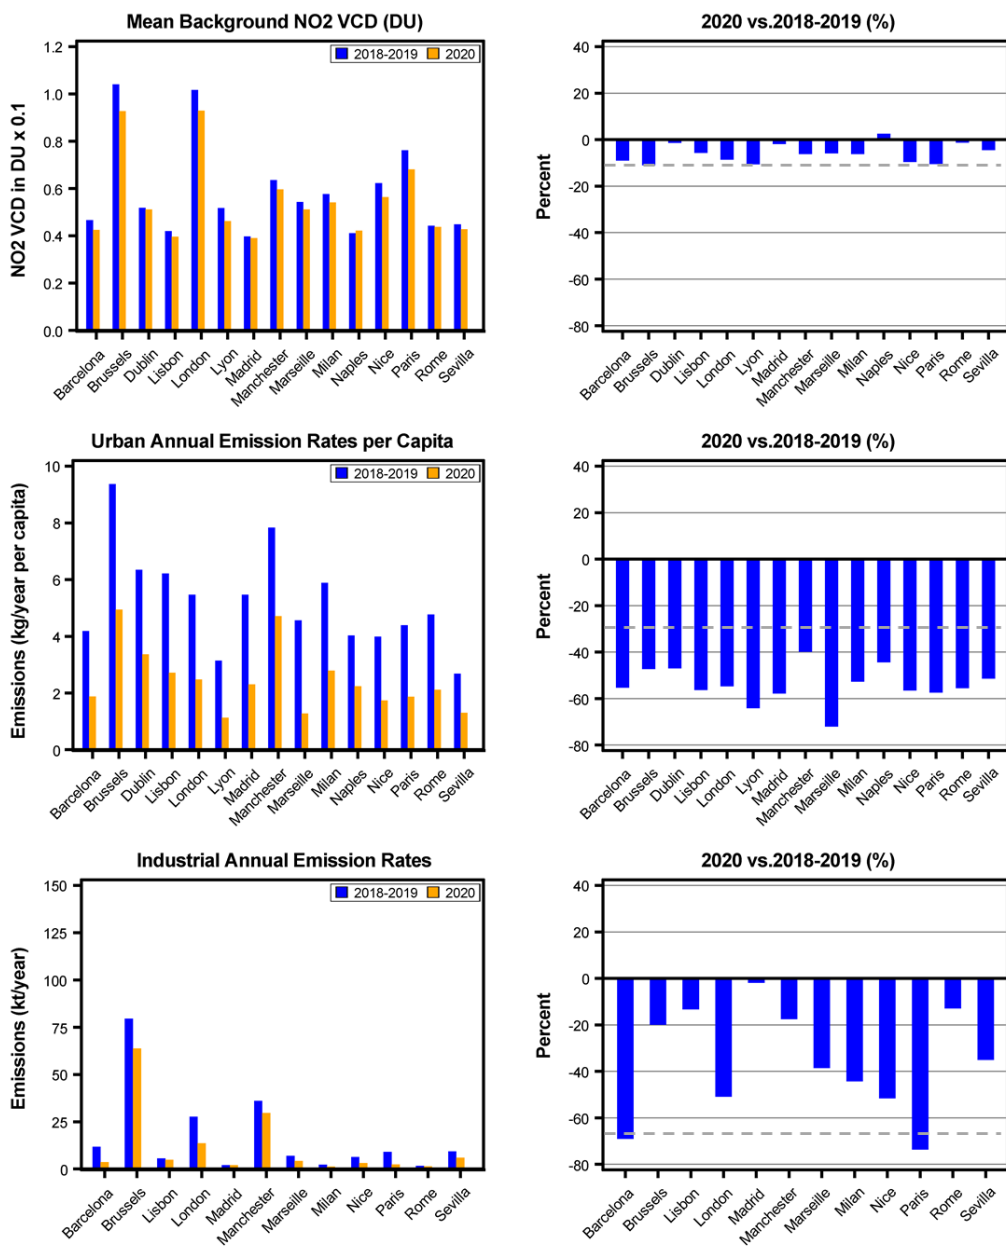 Mean Background NO2 VCD (DU)
NO2 VCD in DU x 0.1
1.2
1.0
0.8
0.6
0.4
0.2
0.0
2018-2019 2020
Barcelona Brussels Dublin Lisbon London Lyon Madrid Manchester Marseille Milan Naples Nice Paris Rome Sevilla
2020 vs.2018-2019 (%)
Percent
40
20
0
-20
-40
-60
-80
Barcelona Brussels Dublin Lisbon London Lyon Madrid Manchester Marseille Milan Naples Nice Paris Rome Sevilla
Urban Annual Emission Rates per Capita
Emissions (kg/year per capita)
10
8
6
4
2
0
2018-2019 2020
Barcelona Brussels Dublin Lisbon London Lyon Madrid Manchester Marseille Milan Naples Nice Paris Rome Sevilla
2020 vs.2018-2019 (%)
Percent
40
20
0
-20
-40
-60
-80
Barcelona Brussels Dublin Lisbon London Lyon Madrid Manchester Marseille Milan Naples Nice Paris Rome Sevilla
Industrial Annual Emission Rates
Emissions (kt/year)
150
125
100
75
50
25
0
2018-2019 2020
Barcelona Brussels Lisbon London Madrid Manchester Marseille Milan Nice Paris Rome Sevilla
2020 vs.2018-2019 (%)
Percent
40
20
0
-20
-40
-60
-80
Barcelona Brussels Lisbon London Madrid Manchester Marseille Milan Nice Paris Rome Sevilla